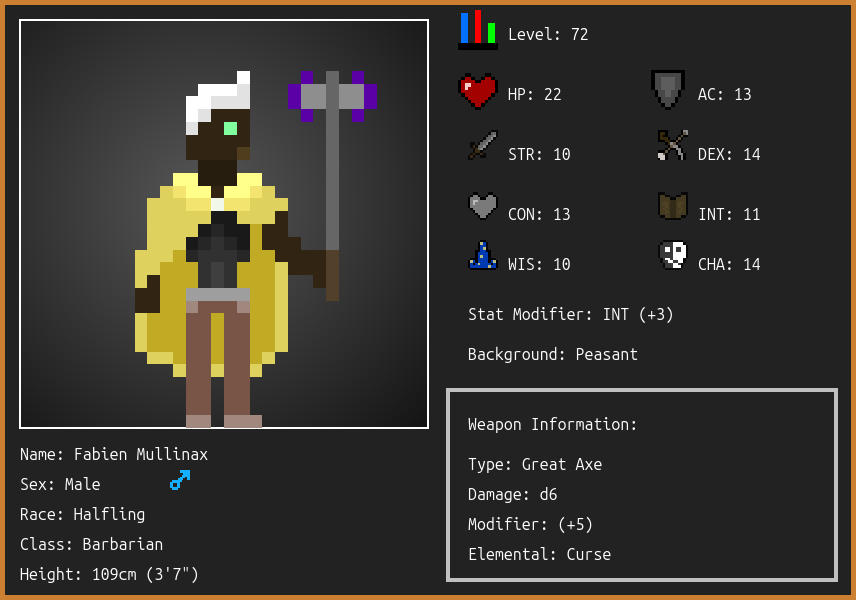 Level: 72
HP: 22
AC: 13
STR: 10
DEX: 14
CON: 13
INT: 11
WIS: 10
CHA: 14
Stat Modifier: INT (+3)
Background: Peasant
Weapon Information:
Type: Great Axe
Damage: d6
Modifier: (+5)
Elemental: Curse
Name: Fabien Mullinax
Sex: Male
Race: Halfling
Class: Barbarian
Height: 109cm (3'7")